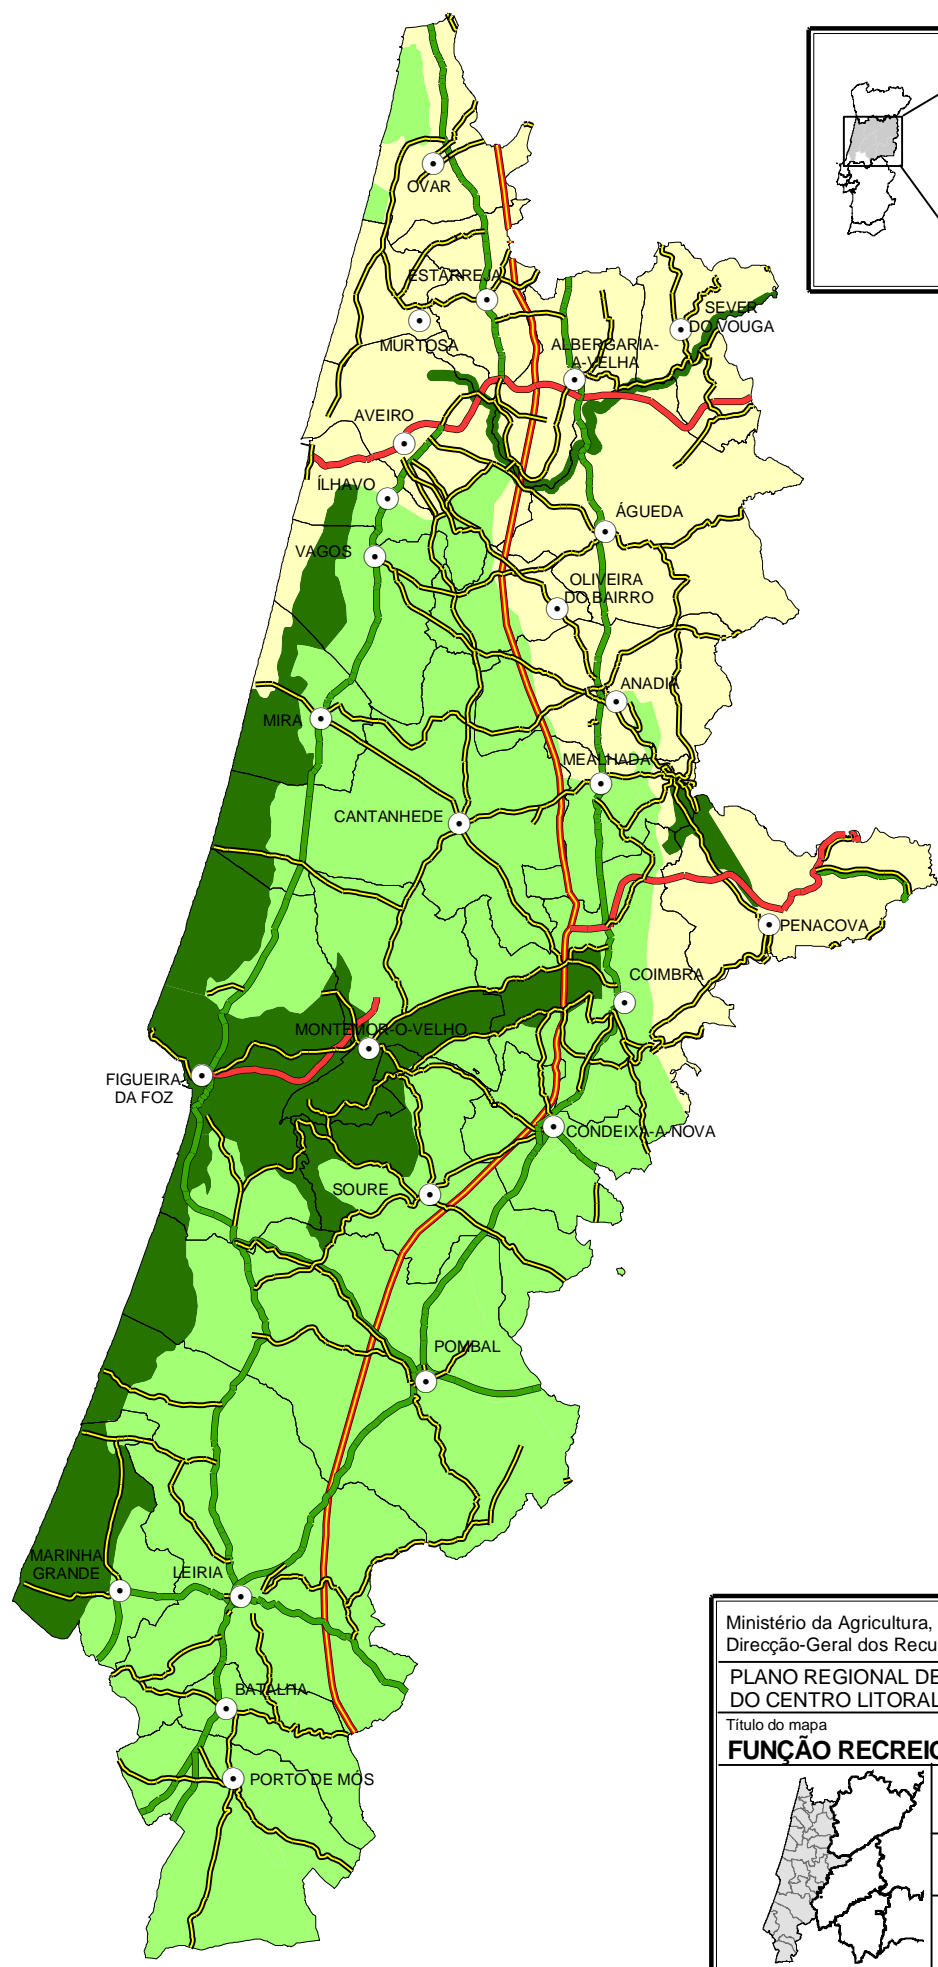 OVAR
ESTARREJA
MURTOSA
SEVER
DO VOUGA
ALBERGARIA-
A-VELHA
AVEIRO
ÍLHAVO
ÁGUEDA
VAGOS
OLIVEIRA
DO BAIRRO
ANADIA
MIRA
MEALHADA
CANTANHEDE
PENACOVA
COIMBRA
MONTEMOR-O-VELHO
FIGUEIRA
DA FOZ
CONDEIXA-A-NOVA
SOURE
POMBAL
MARINHA
GRANDE
LEIRIA
BATALHA
PORTO DE MÓS
Ministério da Agricultura,
Direcção-Geral dos Recu
PLANO REGIONAL DE
DO CENTRO LITORAL
Título do mapa
FUNÇÃO RECREIO